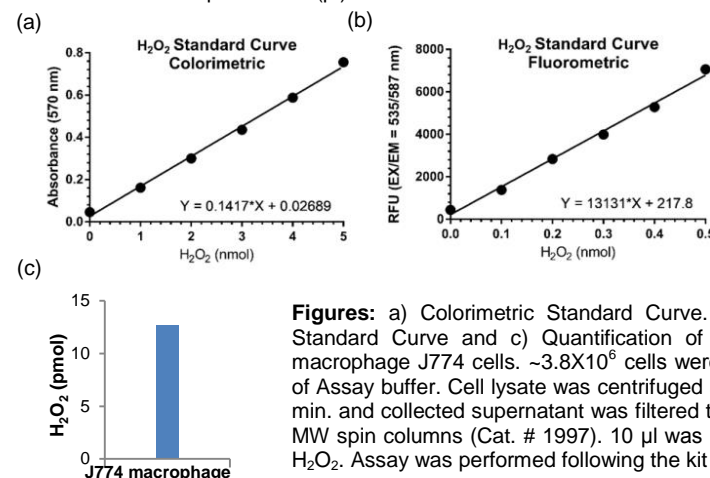 (a)
H₂O₂ Standard Curve
Colorimetric
Absorbance (570 nm)
0.8
0.6
0.4
0.2
0.0
Y = 0.1417*X + 0.02689
0 1 2 3 4 5
H₂O₂ (nmol)
(b)
H₂O₂ Standard Curve
Fluorometric
RFU (EX/EM = 535/587 nm)
8000
6000
4000
2000
0
Y = 13131*X + 217.8
0.0 0.1 0.2 0.3 0.4 0.5
H₂O₂ (nmol)
(c)
H₂O₂ (pmol)
15
10
5
0
J774 macrophage
Figures: a) Colorimetric Standard Curve.
Standard Curve and c) Quantification of
macrophage J774 cells. ~3.8X10⁶ cells were
of Assay buffer. Cell lysate was centrifuged
min. and collected supernatant was filtered
MW spin columns (Cat. # 1997). 10 µl was
H₂O₂. Assay was performed following the kit